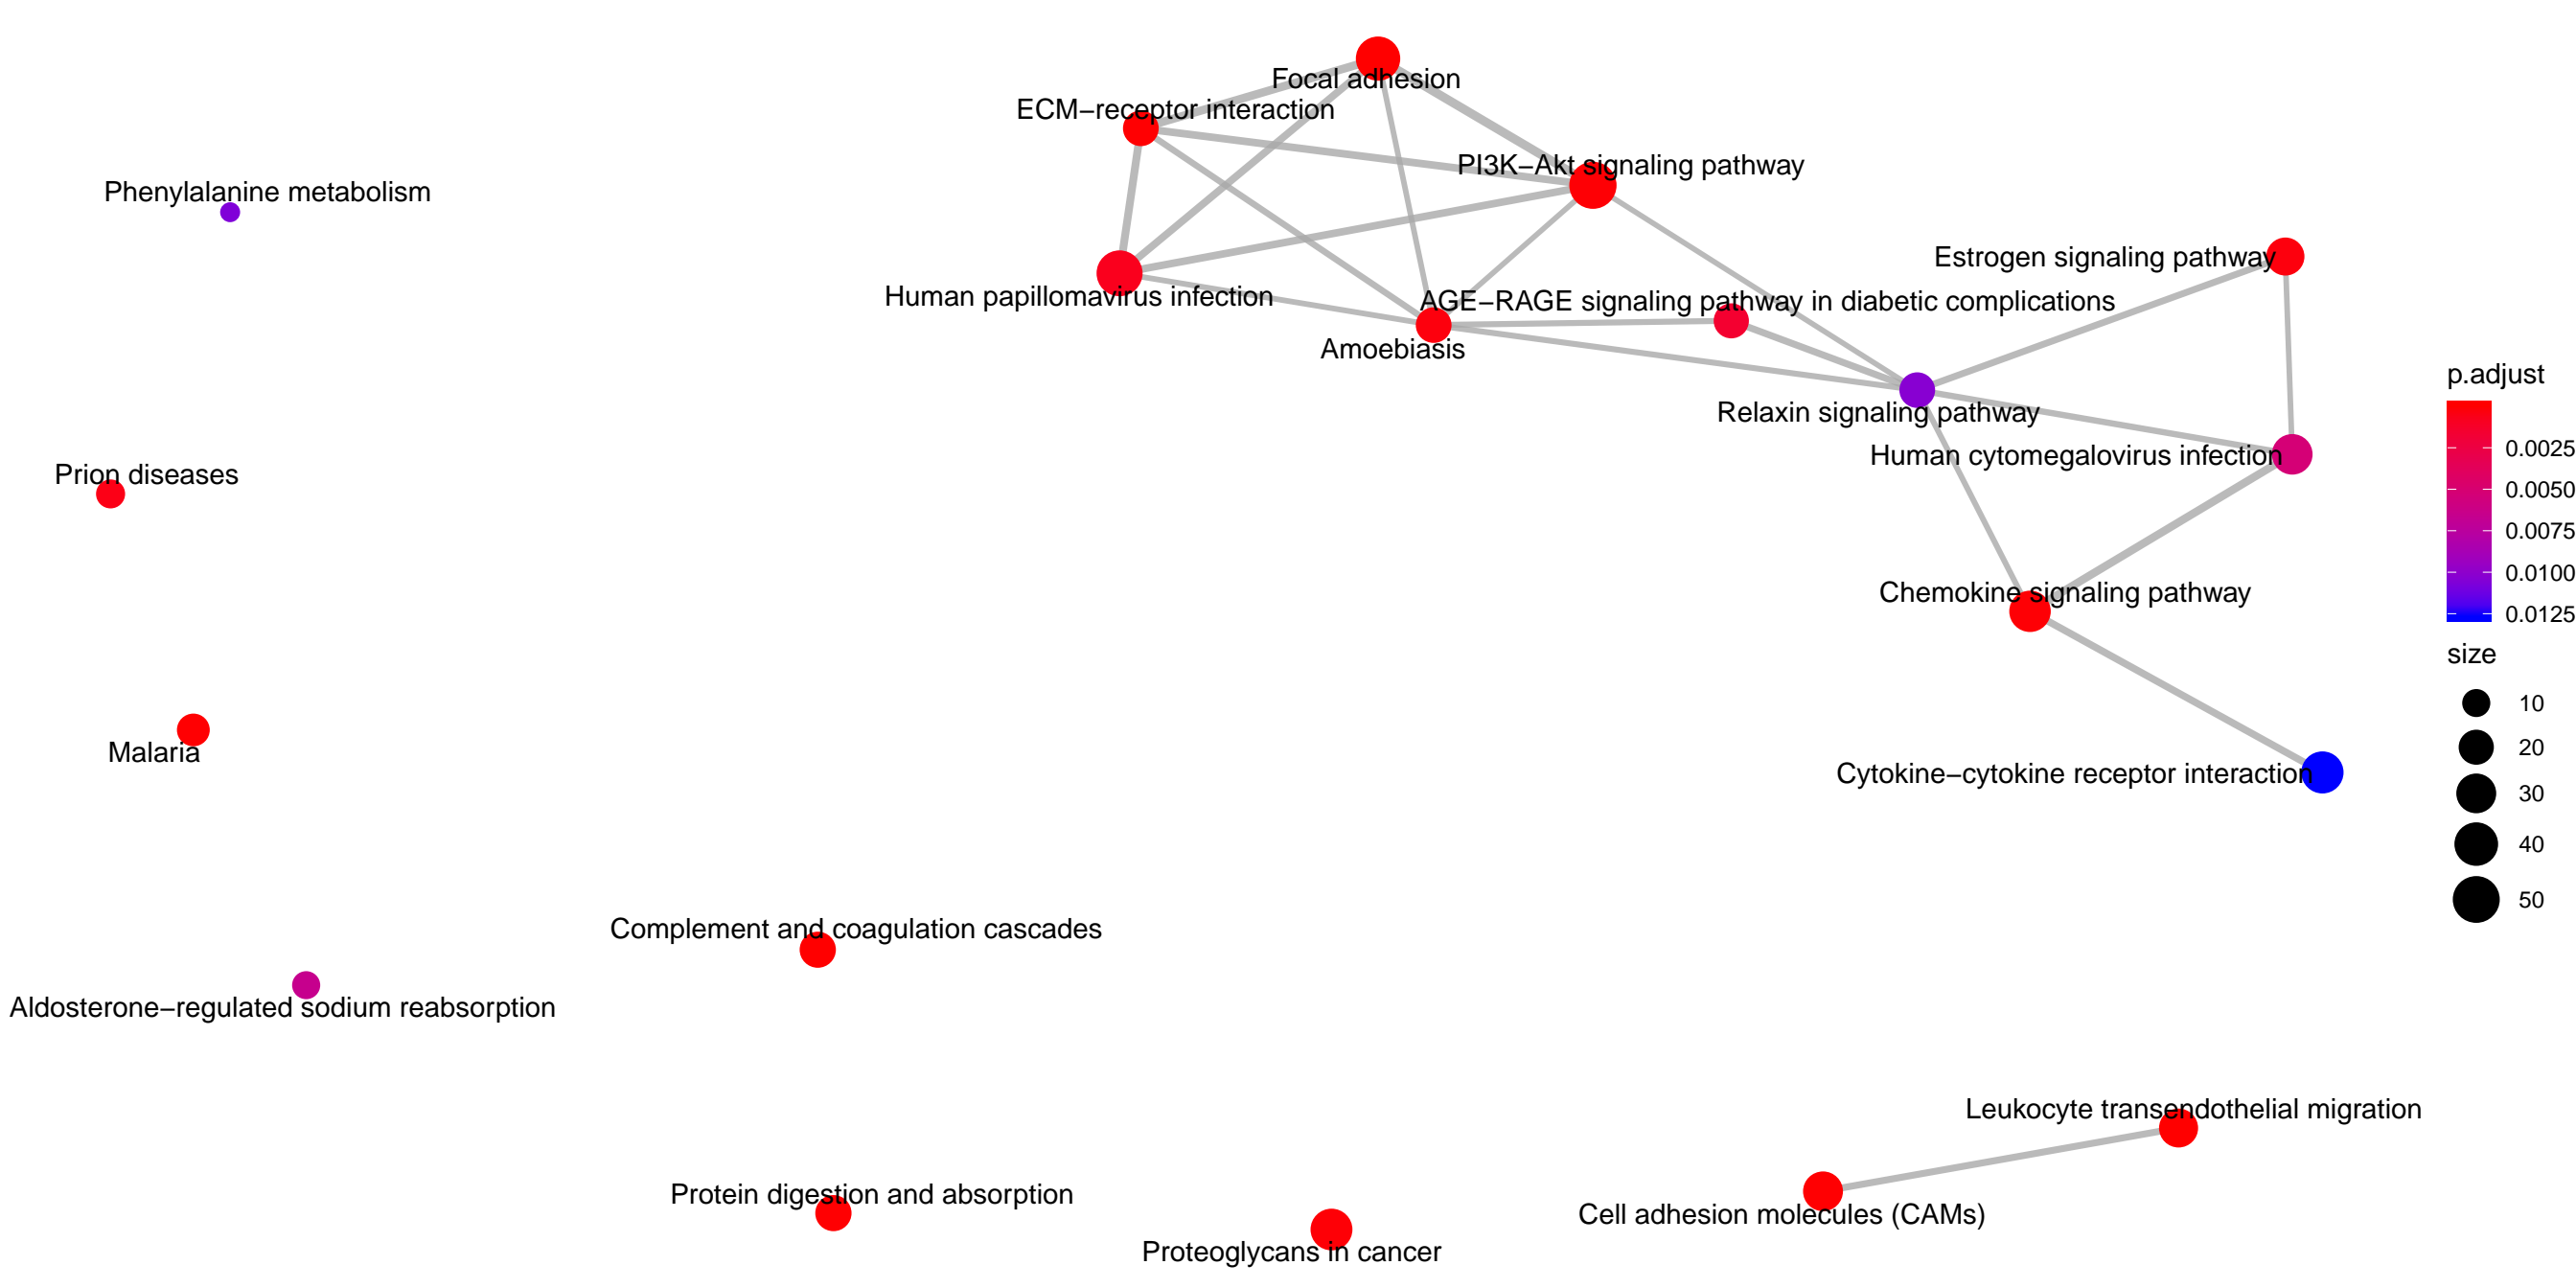 Focal adhesion
ECM−receptor interaction
PI3K−Akt signaling pathway
Phenylalanine metabolism
Estrogen signaling pathway
Human papillomavirus infection
AGE−RAGE signaling pathway in diabetic complications
Amoebiasis
Relaxin signaling pathway
Human cytomegalovirus infection
Prion diseases
Chemokine signaling pathway
Malaria
Cytokine−cytokine receptor interaction
Complement and coagulation cascades
Aldosterone−regulated sodium reabsorption
Leukocyte transendothelial migration
Protein digestion and absorption
Cell adhesion molecules (CAMs)
Proteoglycans in cancer
p.adjust
0.0025
0.0050
0.0075
0.0100
0.0125
size
10
20
30
40
50